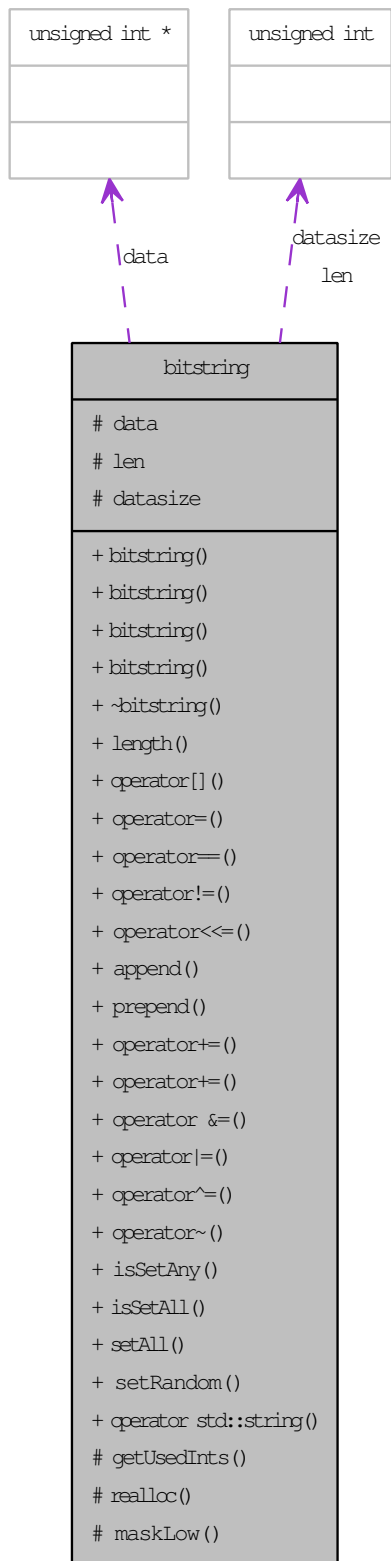 unsigned int *
unsigned int
data
datasize
len
bitstring
# data
# len
# datasize
+ bitstring()
+ bitstring()
+ bitstring()
+ bitstring()
+ ~bitstring()
+ length()
+ operator[]()
+ operator=()
+ operator==()
+ operator!=()
+ operator<<=()
+ append()
+ prepend()
+ operator+=()
+ operator+=()
+ operator &=()
+ operator|=()
+ operator^=()
+ operator~()
+ isSetAny()
+ isSetAll()
+ setAll()
+ setRandom()
+ operator std::string()
# getUsedInts()
# realloc()
# maskLow()